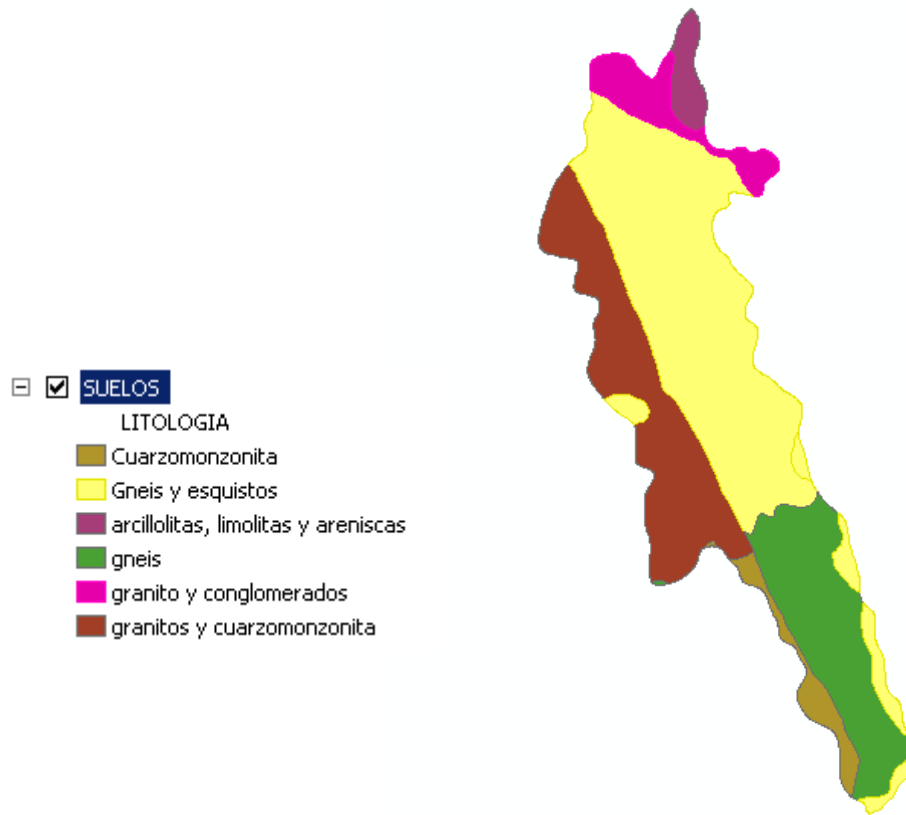 SUELOS
LITOLOGIA
Cuarzomonzonita
Gneis y esquistos
arcillolitas, limolitas y areniscas
gneis
granito y conglomerados
granitos y cuarzomonzonita